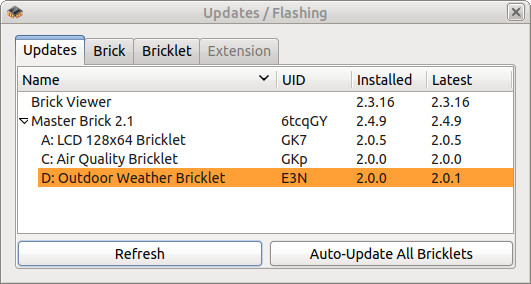 Updates / Flashing
Updates Brick Bricklet Extension
Name UID Installed Latest
Brick Viewer 2.3.16 2.3.16
Master Brick 2.1 6tcqGY 2.4.9 2.4.9
A: LCD 128x64 Bricklet GK7 2.0.5 2.0.5
C: Air Quality Bricklet GKp 2.0.0 2.0.0
D: Outdoor Weather Bricklet E3N 2.0.0 2.0.1
Refresh Auto-Update All Bricklets